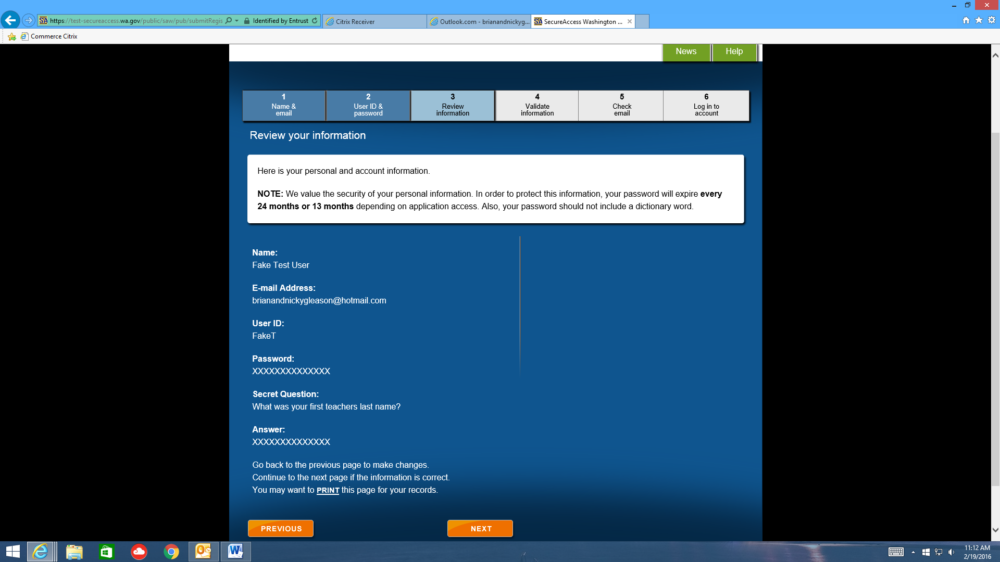 https://test-secureaccess.wa.gov/public/saw/pub/submitRegis Identified by Entrust Citrix Receiver Outlook.com - brianandnickyg... SecureAccess Washington ...
Commerce Citrix
News Help
1 2 3 4 5 6
Name & User ID & Review Validate Check Log in to
email password information information email account
Review your information
Here is your personal and account information.
NOTE: We value the security of your personal information. In order to protect this information, your password will expire every
24 months or 13 months depending on application access. Also, your password should not include a dictionary word.
Name:
Fake Test User
E-mail Address:
brianandnickygleason@hotmail.com
User ID:
FakeT
Password:
XXXXXXXXXXXXXX
Secret Question:
What was your first teachers last name?
Answer:
XXXXXXXXXXXXXX
Go back to the previous page to make changes.
Continue to the next page if the information is correct.
You may want to PRINT this page for your records.
PREVIOUS NEXT
11:12 AM
2/19/2016